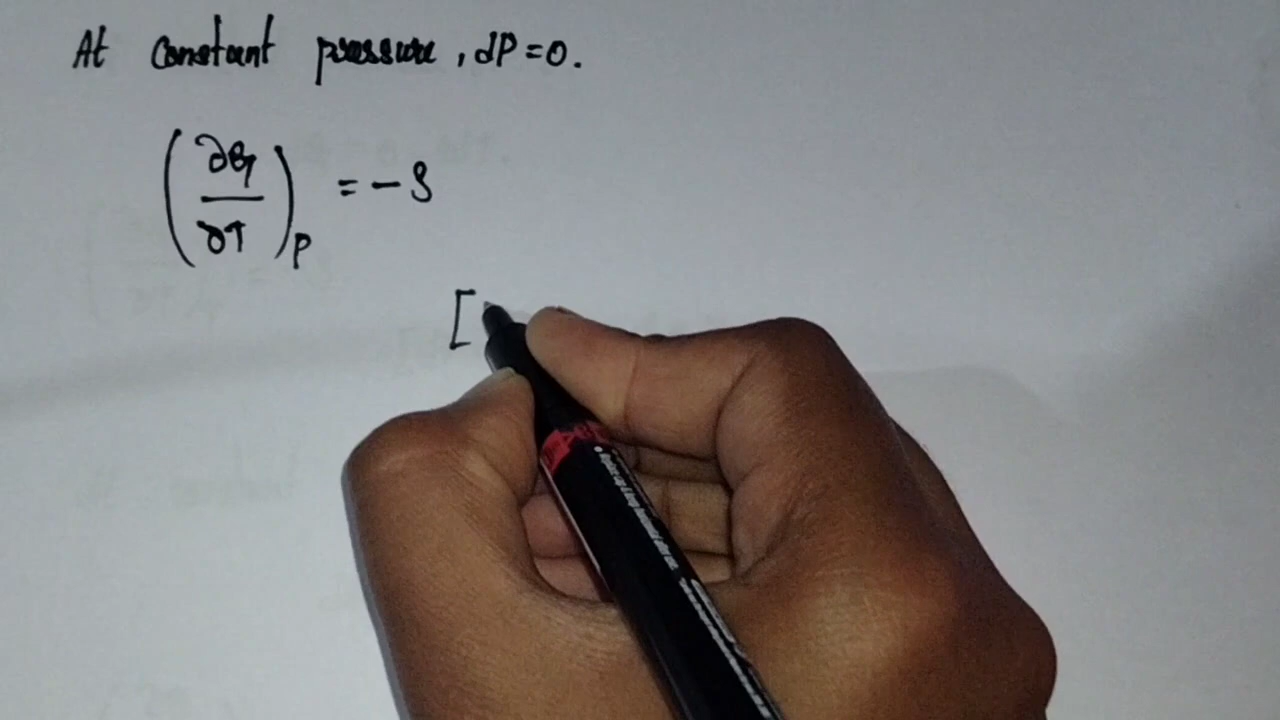 At constant pressure, dP=0.
(∂G/∂T)P = -S
[